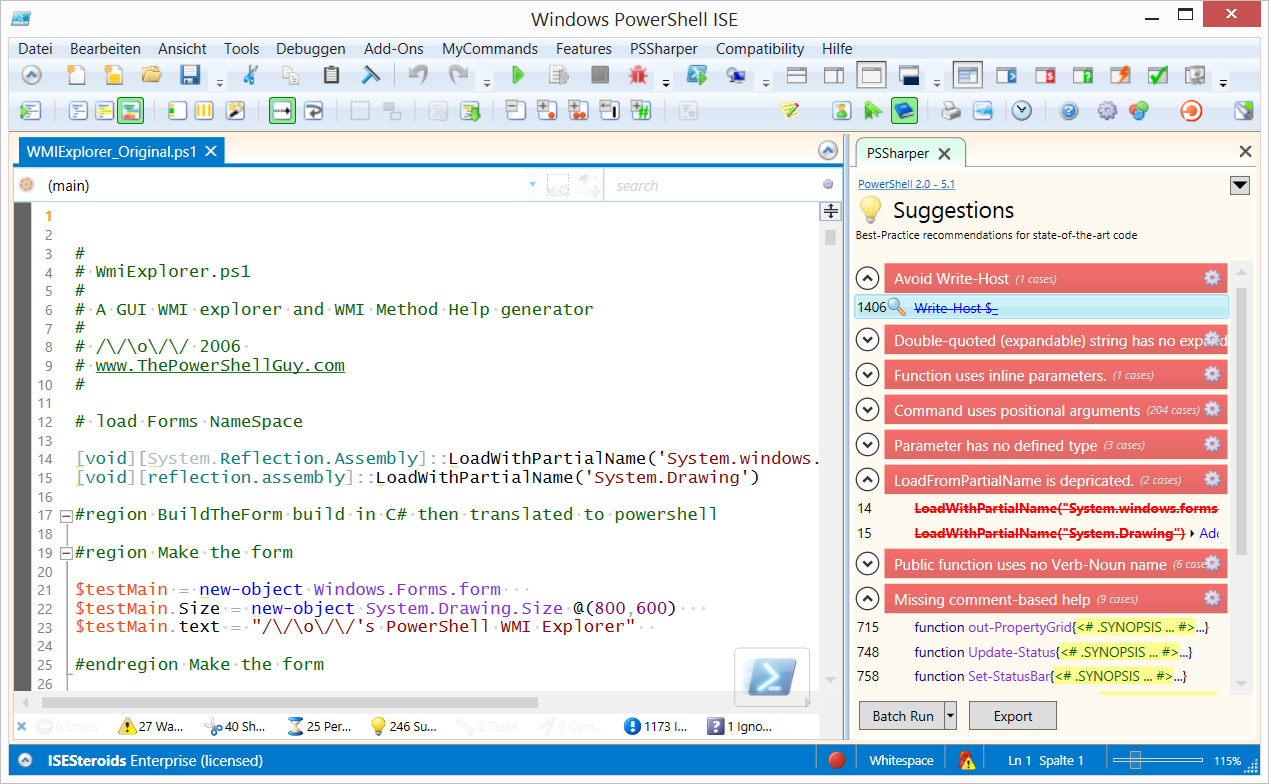 Windows PowerShell ISE
Datei Bearbeiten Ansicht Tools Debuggen Add-Ons MyCommands Features PSSharper Compatibility Hilfe
WMIExplorer_Original.ps1
(main)
search
1
2
3 #
4 # WmiExplorer.ps1
5 #
6 # A GUI WMI explorer and WMI Method Help generator
7 #
8 # /\/\o\/\/ 2006
9 # www.ThePowerShellGuy.com
10 #
11
12 # load Forms NameSpace
13
14 [void][System.Reflection.Assembly]::LoadWithPartialName('System.windows.
15 [void][reflection.assembly]::LoadWithPartialName('System.Drawing')
16
17 #region BuildTheForm build in C# then translated to powershell
18
19 #region Make the form
20
21 $testMain = new-object Windows.Forms.form
22 $testMain.Size = new-object System.Drawing.Size @(800,600)
23 $testMain.text = "/\/\o\/\/'s PowerShell WMI Explorer"
24
25 #endregion Make the form
26
PSSharper
PowerShell 2.0 - 5.1
Suggestions
Best-Practice recommendations for state-of-the-art code
Avoid Write-Host (1 cases)
1406 Write-Host $_
Double-quoted (expandable) string has no expand
Function uses inline parameters. (1 cases)
Command uses positional arguments (204 cases)
Parameter has no defined type (3 cases)
LoadFromPartialName is depricated. (2 cases)
14 LoadWithPartialName("System.windows.forms
15 LoadWithPartialName("System.Drawing") Add
Public function uses no Verb-Noun name (6 case
Missing comment-based help (9 cases)
715 function out-PropertyGrid{<# .SYNOPSIS ... #>...}
748 function Update-Status{<# .SYNOPSIS ... #>...}
758 function Set-StatusBar{<# .SYNOPSIS ... #>...}
Batch Run Export
0 Errors 27 Wa... 40 Sh... 25 Per... 246 Su... 0 Tasks 0 Com... 1173 I... 1 Igno...
ISESteroids Enterprise (licensed) Whitespace Ln 1 Spalte 1 115%